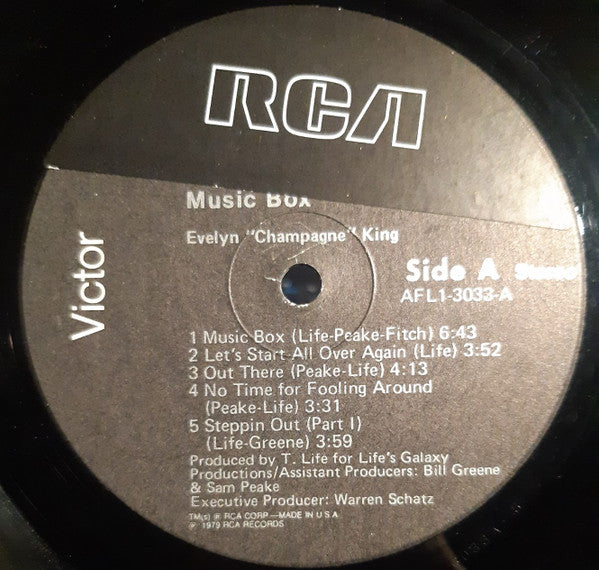 RCA
Music Box
Evelyn "Champagne" King
Victor
Side A Stereo
AFL1-3033-A
1 Music Box (Life-Peake-Fitch) 6:43
2 Let's Start All Over Again (Life) 3:52
3 Out There (Peake-Life) 4:13
4 No Time for Fooling Around
(Peake-Life) 3:31
5 Steppin Out (Part I)
(Life-Greene) 3:59
Produced by T. Life for Life's Galaxy
Productions/Assistant Producers: Bill Greene
& Sam Peake
Executive Producer: Warren Schatz
TM(s) ® RCA CORP—MADE IN U S A
℗ 1979 RCA RECORDS